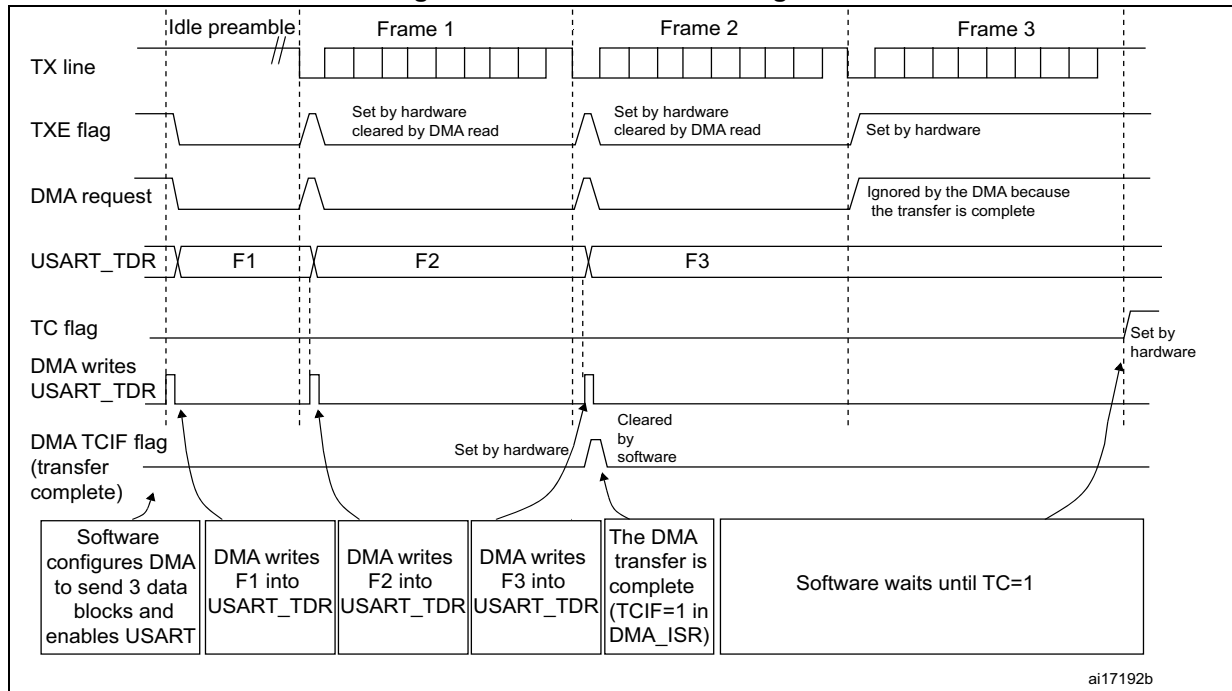 Idle preamble
Frame 1
Frame 2
Frame 3
TX line
TXE flag
Set by hardware
cleared by DMA read
Set by hardware
cleared by DMA read
Set by hardware
DMA request
Ignored by the DMA because
the transfer is complete
USART_TDR
F1
F2
F3
TC flag
Set by
hardware
DMA writes
USART_TDR
DMA TCIF flag
(transfer
complete)
Set by hardware
Cleared
by
software
Software
configures DMA
to send 3 data
blocks and
enables USART
DMA writes
F1 into
USART_TDR
DMA writes
F2 into
USART_TDR
DMA writes
F3 into
USART_TDR
The DMA
transfer is
complete
(TCIF=1 in
DMA_ISR)
Software waits until TC=1
ai17192b